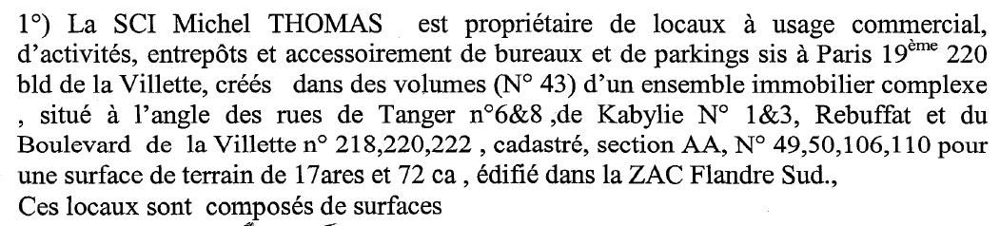 1°) La SCI Michel THOMAS est propriétaire de locaux à usage commercial,
d'activités, entrepôts et accessoirement de bureaux et de parkings sis à Paris 19ème 220
bld de la Villette, créés dans des volumes (N° 43) d'un ensemble immobilier complexe
, situé à l'angle des rues de Tanger n°6&8 ,de Kabylie N° 1&3, Rebuffat et du
Boulevard de la Villette n° 218,220,222 , cadastré, section AA, N° 49,50,106,110 pour
une surface de terrain de 17ares et 72 ca , édifié dans la ZAC Flandre Sud.,
Ces locaux sont composés de surfaces